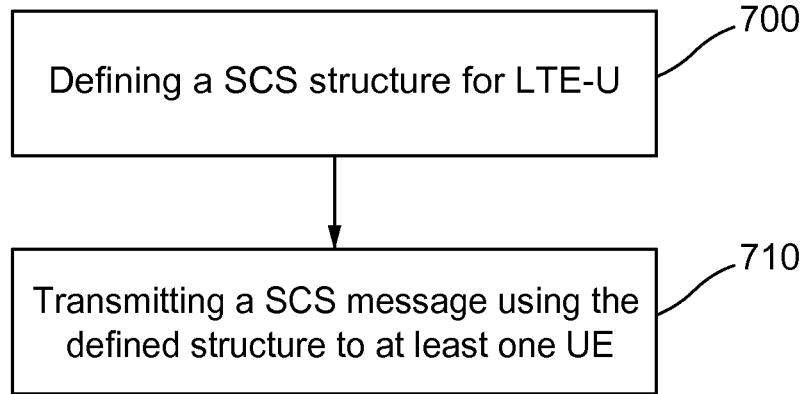 700
Defining a SCS structure for LTE-U
710
Transmitting a SCS message using the
defined structure to at least one UE